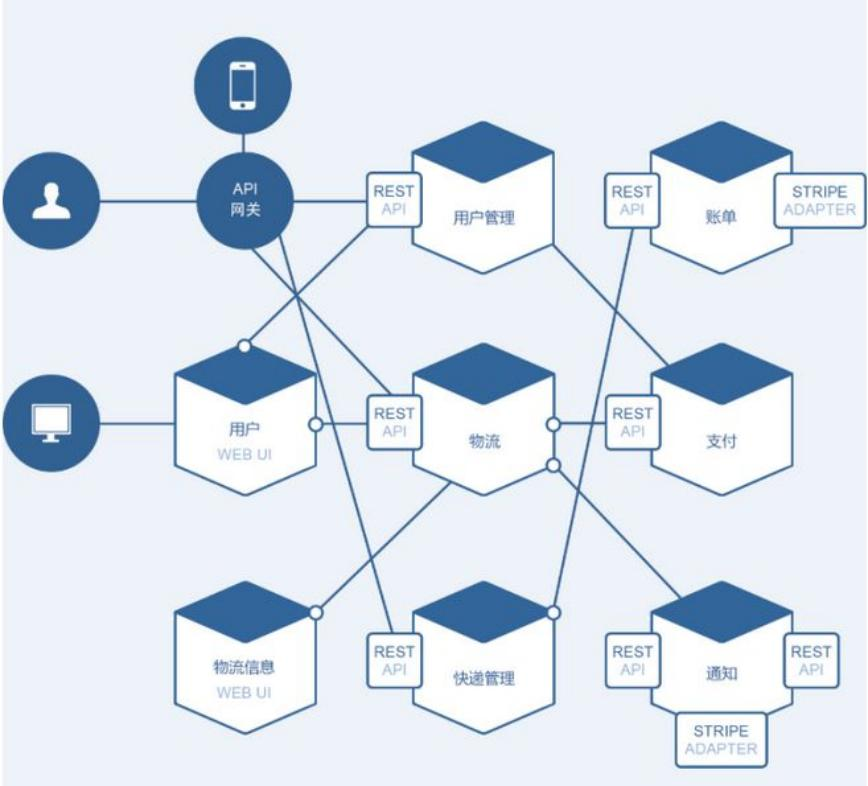 API
网关
REST
API
用户管理
REST
API
账单
STRIPE
ADAPTER
用户
WEB UI
REST
API
物流
REST
API
支付
物流信息
WEB UI
REST
API
快递管理
REST
API
通知
REST
API
STRIPE
ADAPTER